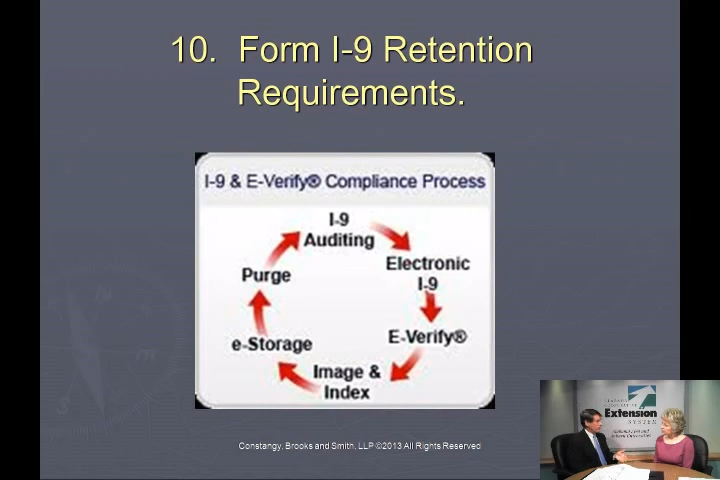 10. Form I-9 Retention
Requirements.
I-9 & E-Verify® Compliance Process
I-9
Auditing
Electronic
I-9
E-Verify®
Image &
Index
e-Storage
Purge
Constangy, Brooks and Smith, LLP ©2013 All Rights Reserved
Extension
SYSTEM